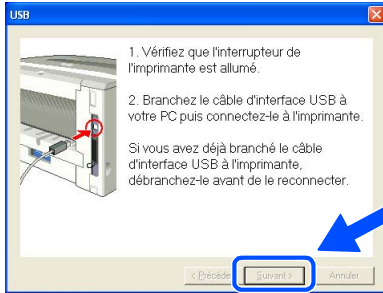 USB
1. Vérifiez que l'interrupteur de
l'imprimante est allumé.
2. Branchez le câble d'interface USB à
votre PC puis connectez-le à l'imprimante.
Si vous avez déjà branché le câble
d'interface USB à l'imprimante,
débranchez-le avant de le reconnecter.
< Précéde Suivant > Annuler